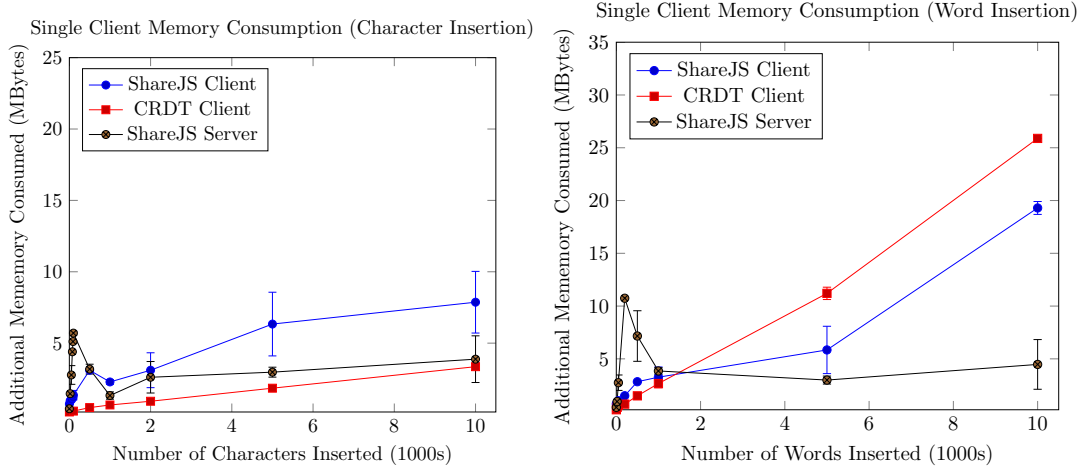 Single Client Memory Consumption (Character Insertion)
Additional Mememory Consumed (MBytes)
25
20
15
10
5
ShareJS Client
CRDT Client
ShareJS Server
0
2
4
6
8
10
Number of Characters Inserted (1000s)
Single Client Memory Consumption (Word Insertion)
Additional Mememory Consumed (MBytes)
35
30
25
20
15
10
5
ShareJS Client
CRDT Client
ShareJS Server
0
2
4
6
8
10
Number of Words Inserted (1000s)